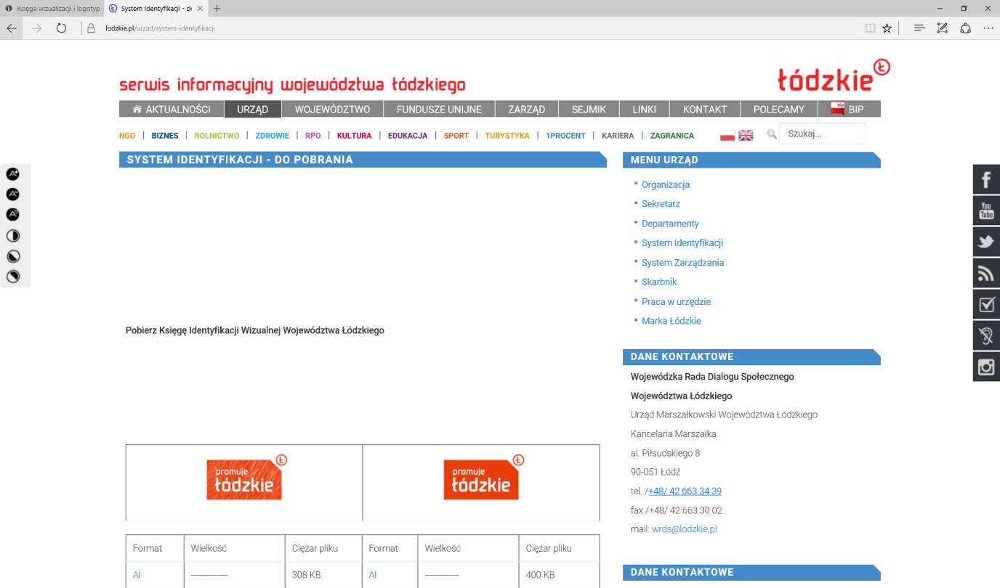 Księga wizualizacji i logotyp
System Identyfikacji - do
lodzkie.pl/urzad/system-identyfikacji
serwis informacyjny województwa łódzkiego
łódzkie Ł
AKTUALNOŚCI URZĄD WOJEWÓDZTWO FUNDUSZE UNIJNE ZARZĄD SEJMIK LINKI KONTAKT POLECAMY bip BIP
NGO | BIZNES | ROLNICTWO | ZDROWIE | RPO | KULTURA | EDUKACJA | SPORT | TURYSTYKA | 1PROCENT | KARIERA | ZAGRANICA
Szukaj...
SYSTEM IDENTYFIKACJI - DO POBRANIA
Pobierz Księgę Identyfikacji Wizualnej Województwa Łódzkiego
promuje
łódzkie Ł
promuje
łódzkie Ł
Format Wielkość Ciężar pliku Format Wielkość Ciężar pliku
AI -------------- 308 KB AI -------------- 400 KB
MENU URZĄD
Organizacja
Sekretarz
Departamenty
System Identyfikacji
System Zarządzania
Skarbnik
Praca w urzędzie
Marka Łódzkie
DANE KONTAKTOWE
Wojewódzka Rada Dialogu Społecznego
Województwa Łódzkiego
Urząd Marszałkowski Województwa Łódzkiego
Kancelaria Marszałka
al. Piłsudskiego 8
90-051 Łódź
tel. /+48/ 42 663 34 39
fax /+48/ 42 663 30 02
mail: wrds@lodzkie.pl
DANE KONTAKTOWE
You
Tube